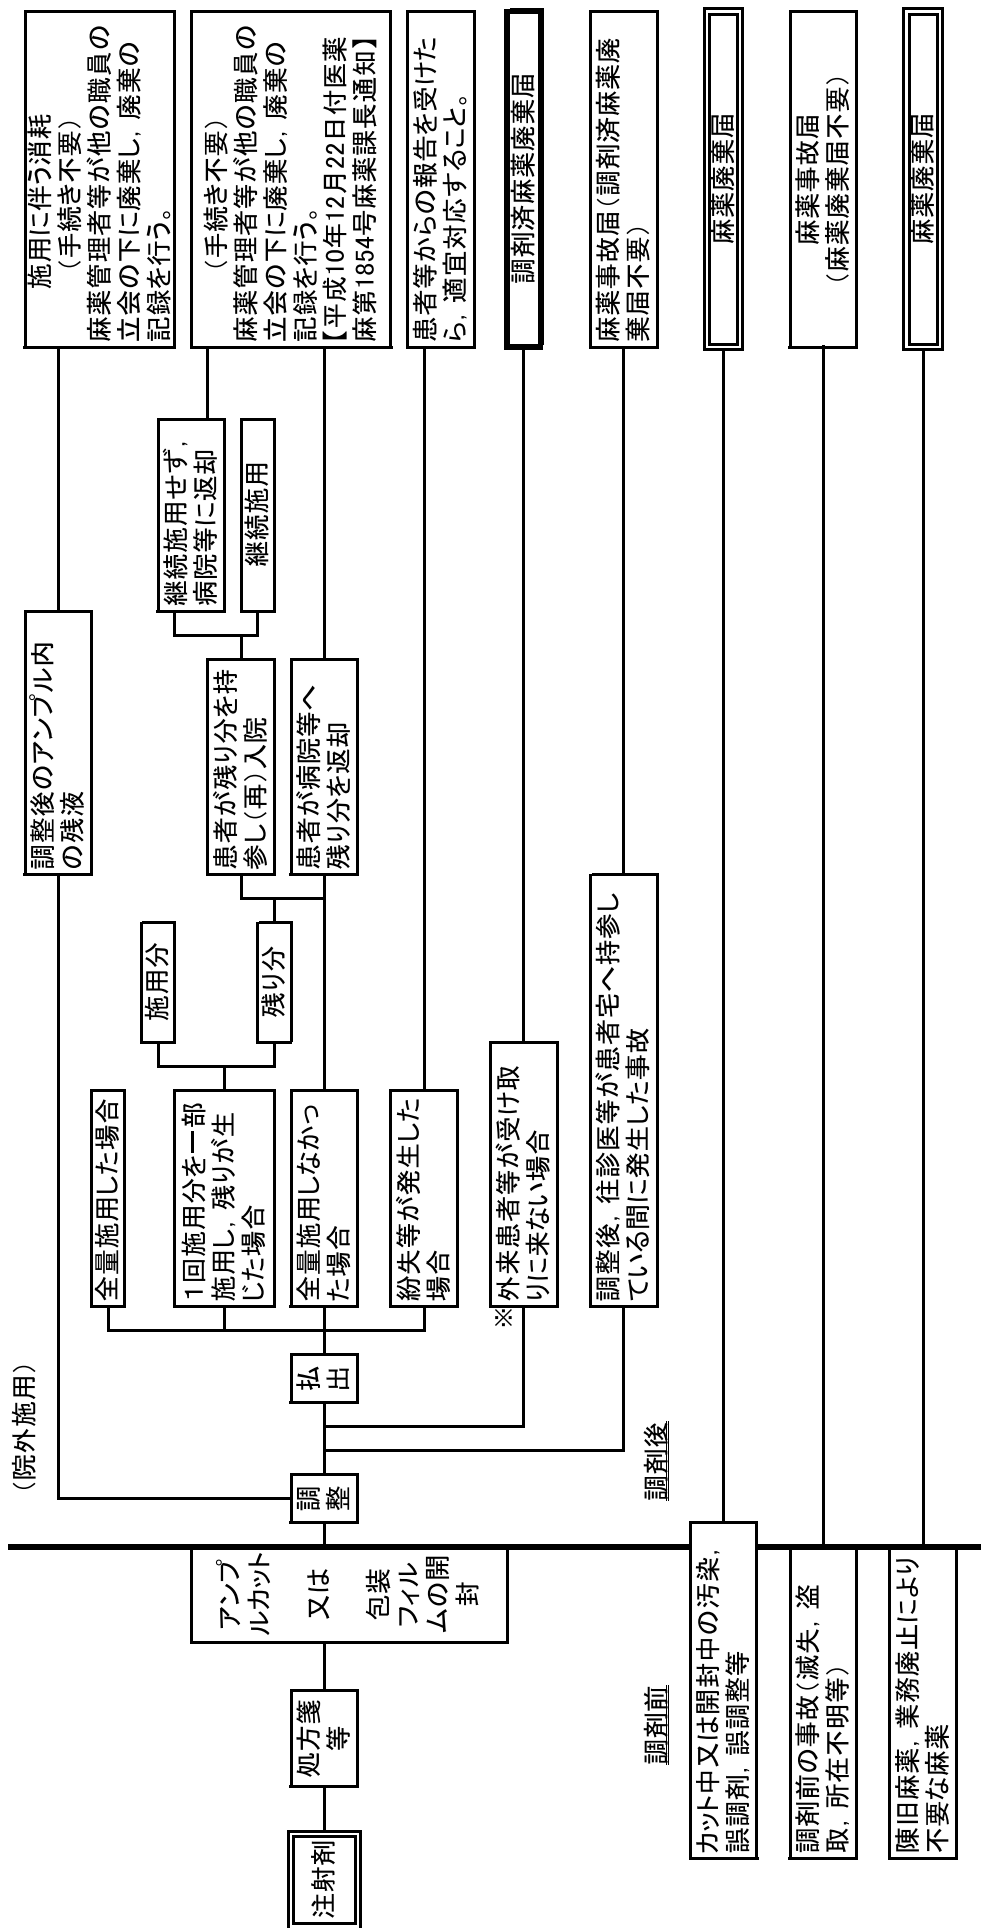 (院外施用)
注射剤
処方箋
等
アンプ
ルカット
又は
包装
フィル
ムの開
封
調
整
払
出
調整後のアンプル内
の残液
施用に伴う消耗
(手続き不要)
麻薬管理者等が他の職員の
立会の下に廃棄し,廃棄の
記録を行う。
全量施用した場合
1回施用分を一部
施用し,残りが生
じた場合
施用分
残り分
患者が残り分を持
参し(再)入院
継続施用せず,
病院等に返却
継続施用
(手続き不要)
麻薬管理者等が他の職員の
立会の下に廃棄し,廃棄の
記録を行う。
【平成10年12月22日付医薬
麻第1854号麻薬課長通知】
全量施用しなかっ
た場合
患者が病院等へ
残り分を返却
紛失等が発生した
場合
患者等からの報告を受けた
ら,適宜対応すること。
※
外来患者等が受け取
りに来ない場合
調剤済麻薬廃棄届
調整後,往診医等が患者宅へ持参し
ている間に発生した事故
麻薬事故届(調剤済麻薬廃
棄届不要)
調剤前
調剤後
カット中又は開封中の汚染,
誤調剤,誤調整等
麻薬廃棄届
調剤前の事故(滅失,盗
取,所在不明等)
麻薬事故届
(麻薬廃棄届不要)
陳旧麻薬,業務廃止により
不要な麻薬
麻薬廃棄届